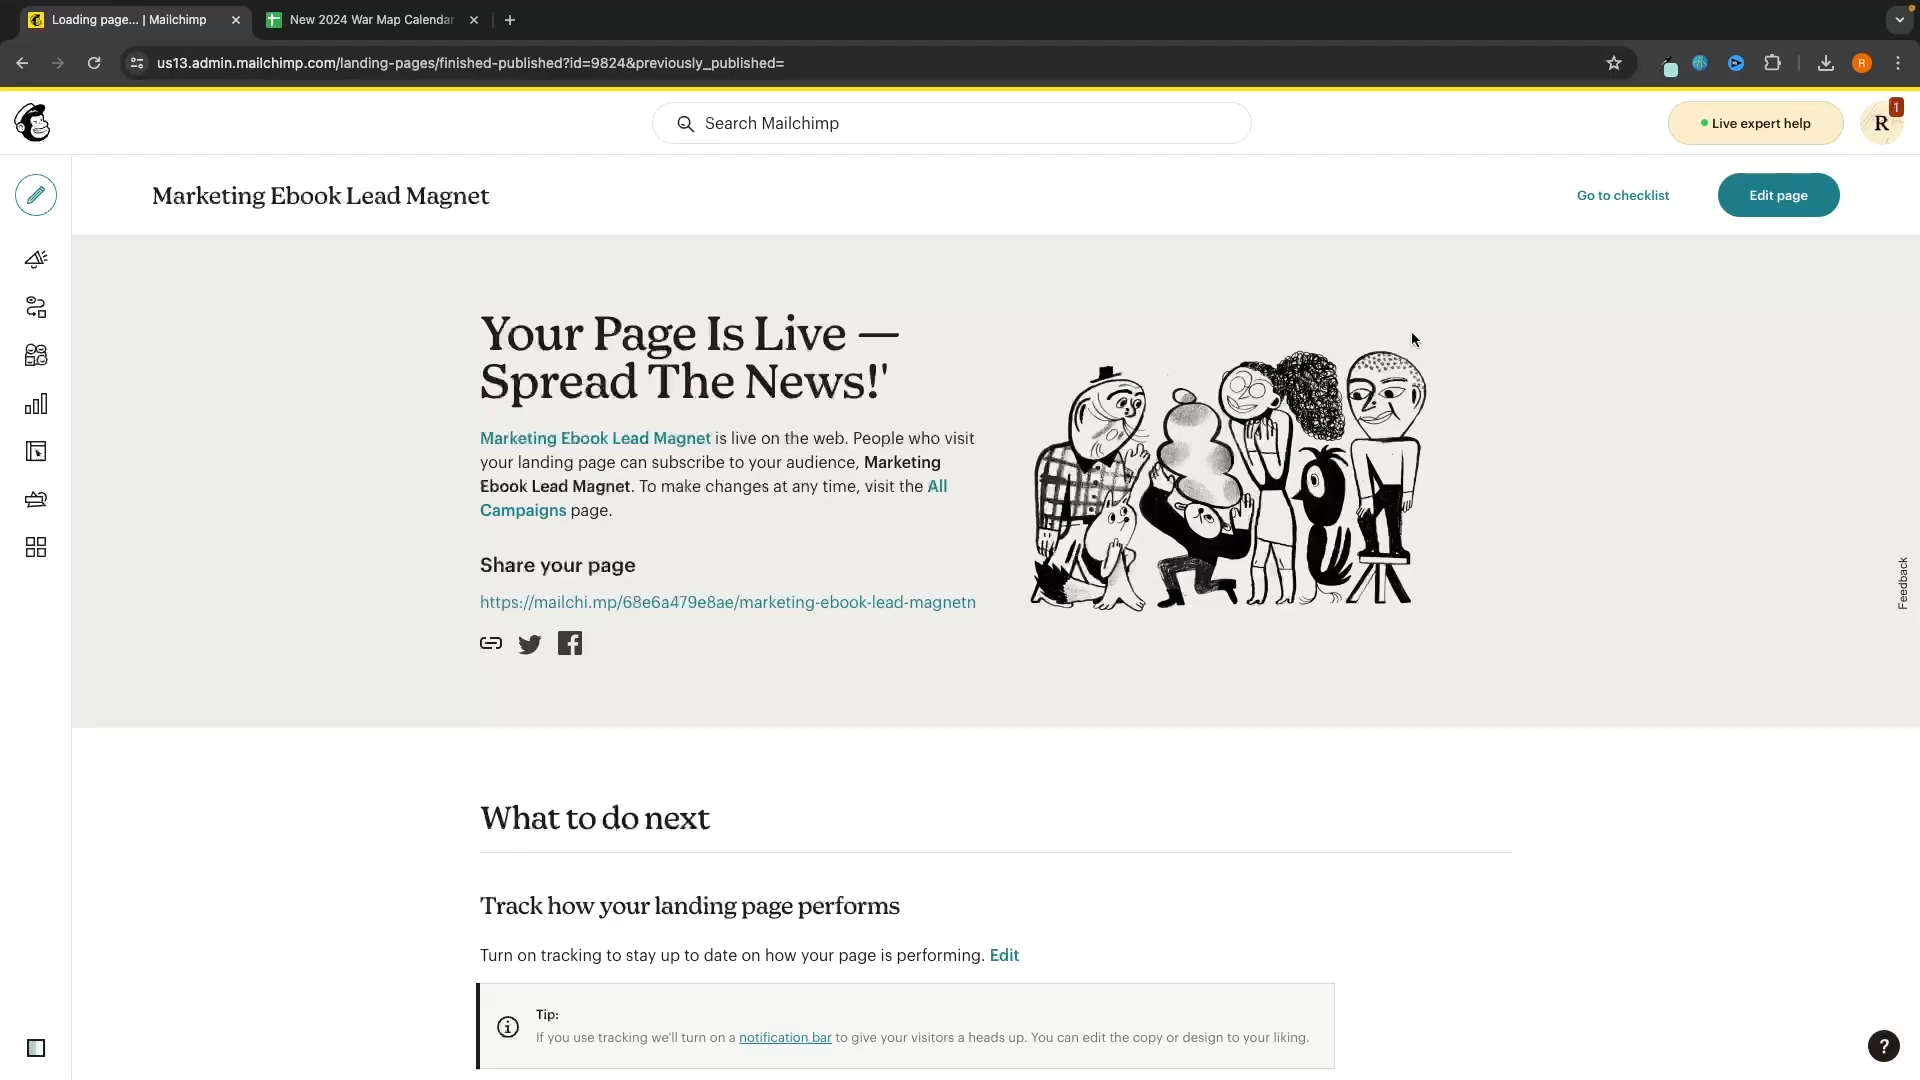 Loading page... | Mailchimp
New 2024 War Map Calendar
us13.admin.mailchimp.com/landing-pages/finished-published?id=9824&previously_published=
R
Search Mailchimp
Live expert help
R
1
Marketing Ebook Lead Magnet
Go to checklist
Edit page
Your Page Is Live —
Spread The News!'
Marketing Ebook Lead Magnet is live on the web. People who visit
your landing page can subscribe to your audience, Marketing
Ebook Lead Magnet. To make changes at any time, visit the All
Campaigns page.
Share your page
https://mailchi.mp/68e6a479e8ae/marketing-ebook-lead-magnetn
Feedback
What to do next
Track how your landing page performs
Turn on tracking to stay up to date on how your page is performing. Edit
Tip:
If you use tracking we'll turn on a notification bar to give your visitors a heads up. You can edit the copy or design to your liking.
?